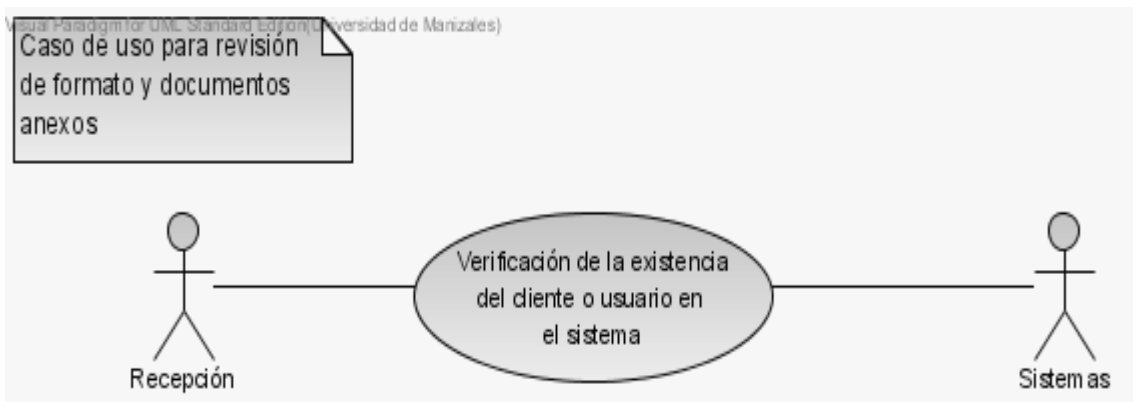 Visual Paradigm for UML Standard Edition(Universidad de Manizales)
Caso de uso para revisión
de formato y documentos
anexos
Verificación de la existencia
del cliente o usuario en
el sistema
Recepción
Sistemas